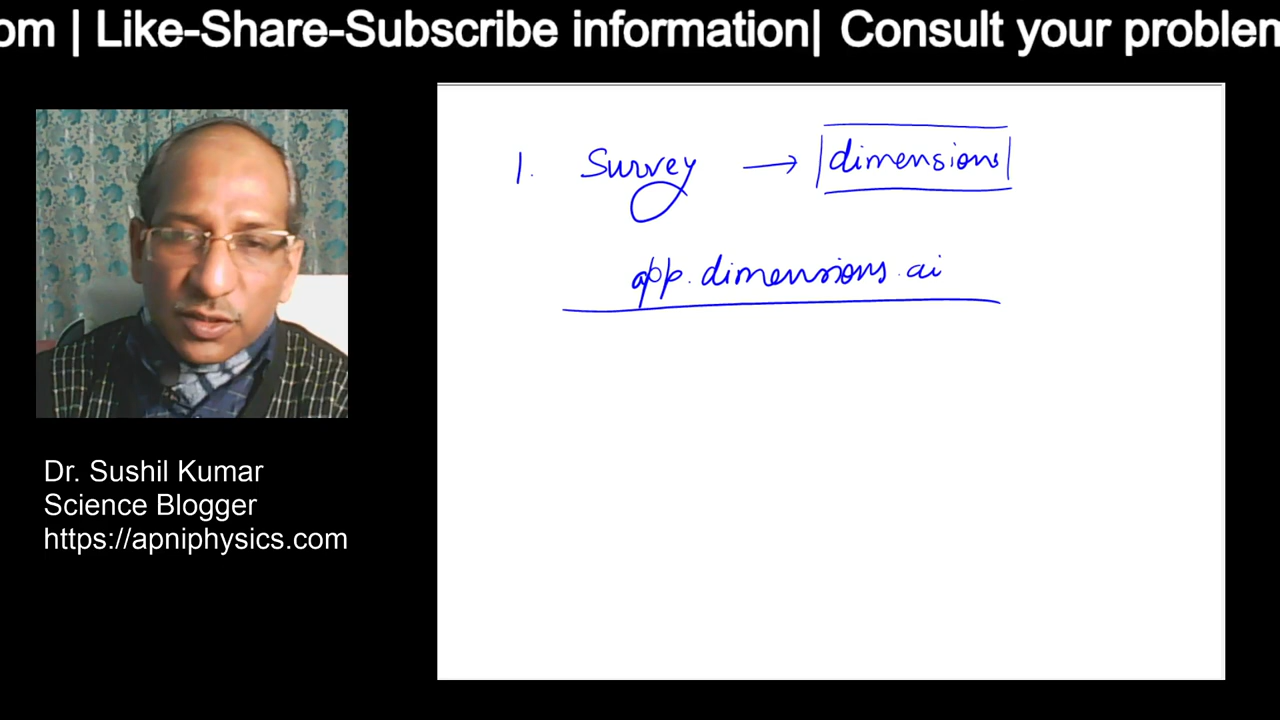 om | Like-Share-Subscribe information| Consult your problem
1. Survey → dimensions
app.dimensions.ai
Dr. Sushil Kumar
Science Blogger
https://apniphysics.com